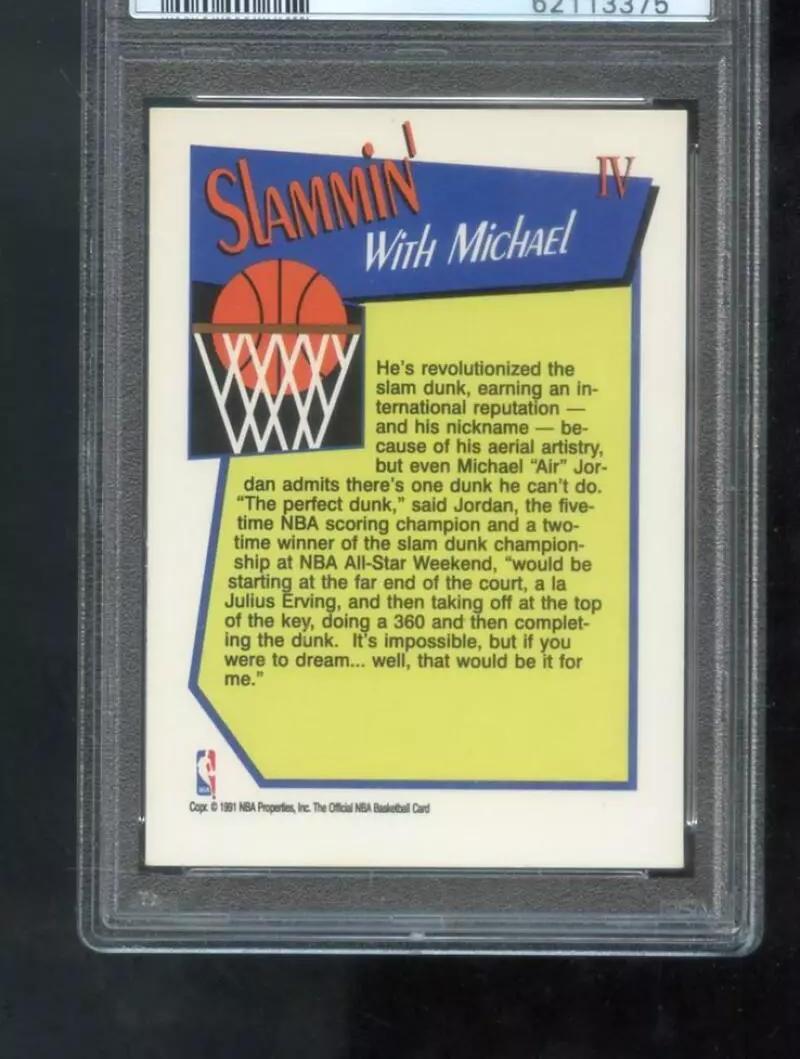 62113375
IV
SLAMMIN'
WITH MICHAEL
He's revolutionized the
slam dunk, earning an in-
ternational reputation —
and his nickname — be-
cause of his aerial artistry,
but even Michael "Air" Jor-
dan admits there's one dunk he can't do.
"The perfect dunk," said Jordan, the five-
time NBA scoring champion and a two-
time winner of the slam dunk champion-
ship at NBA All-Star Weekend, "would be
starting at the far end of the court, a la
Julius Erving, and then taking off at the top
of the key, doing a 360 and then complet-
ing the dunk. It's impossible, but if you
were to dream... well, that would be it for
me."
NBA
Copr. © 1991 NBA Properties, Inc. The Official NBA Basketball Card